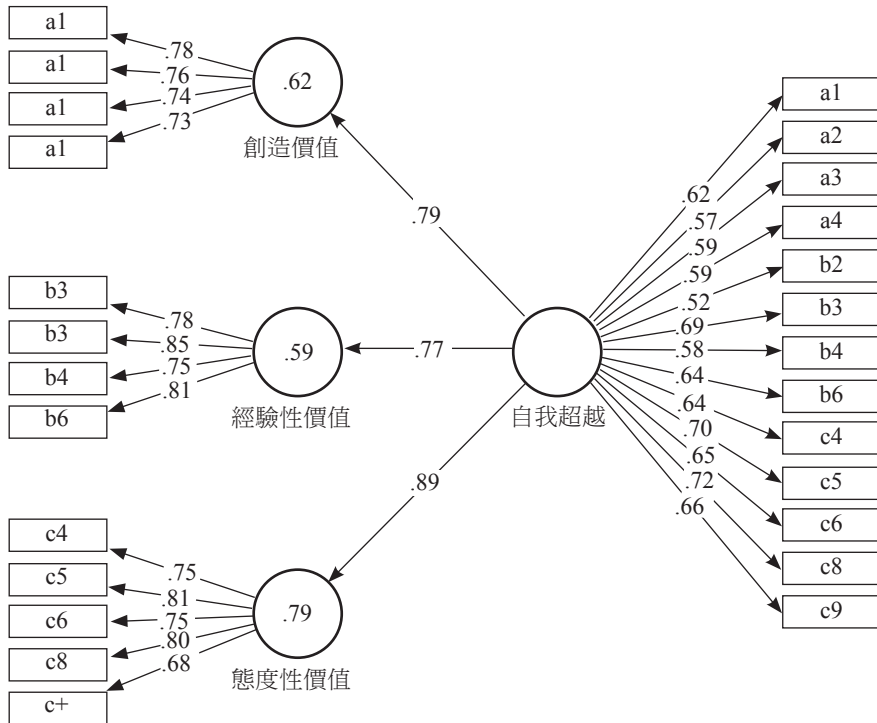 a1
a1
a1
a1
.78
.76
.74
.73
.62
創造價值
.79
b3
b3
b4
b6
.78
.85
.75
.81
.59
經驗性價值
.77
自我超越
c4
c5
c6
c8
c+
.75
.81
.75
.80
.68
.79
態度性價值
.89
.62
.57
.59
.59
.52
.69
.58
.64
.64
.70
.65
.72
.66
a1
a2
a3
a4
b2
b3
b4
b6
c4
c5
c6
c8
c9